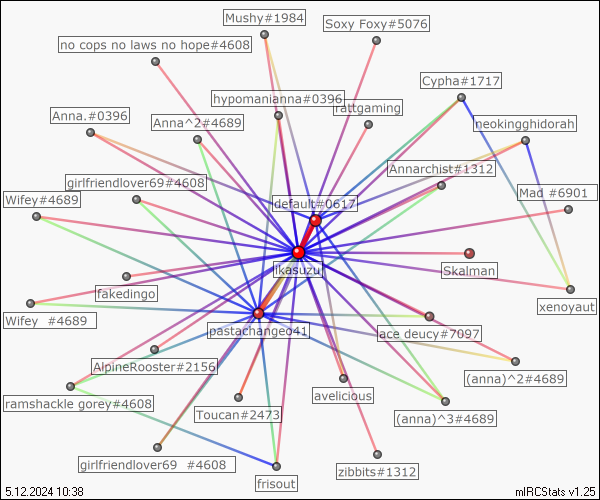 Mushy#1984
Soxy Foxy#5076
no cops no laws no hope#4608
Cypha#1717
hypomanianna#0396
rattgaming
Anna.#0396
Anna^2#4689
neokingghidorah
Annarchist#1312
girlfriendlover69#4608
Wifey#4689
Mad #6901
default#0617
ikasuzu
Skalman
fakedingo
xenoyaut
Wifey #4689
pastachangeo41
ace deucy#7097
AlpineRooster#2156
(anna)^2#4689
avelicious
ramshackle gorey#4608
Toucan#2473
(anna)^3#4689
girlfriendlover69 #4608
zibbits#1312
frisout
5.12.2024 10:38
mIRCStats v1.25